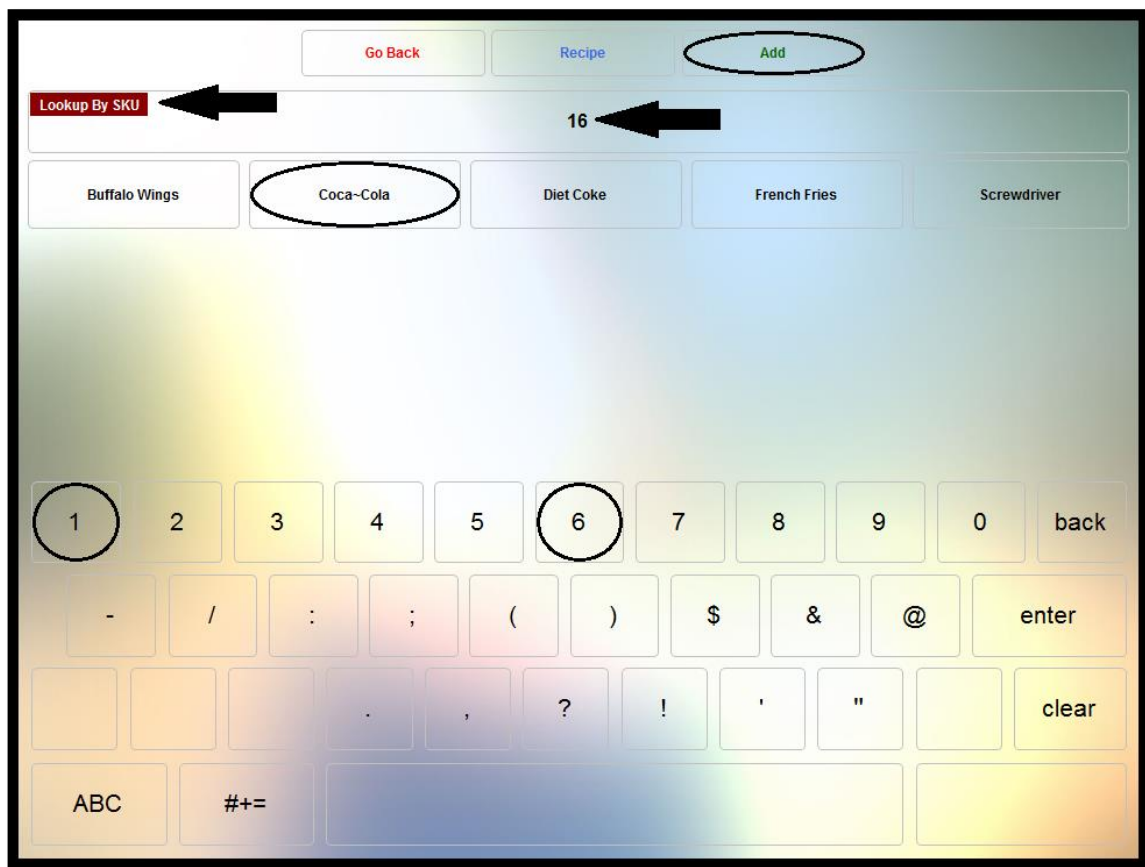 Go Back Recipe Add
Lookup By SKU
16
Buffalo Wings Coca~Cola Diet Coke French Fries Screwdriver
1 2 3 4 5 6 7 8 9 0 back
- / : ; ( ) $ & @ enter
. , ? ! ' " clear
ABC #+=